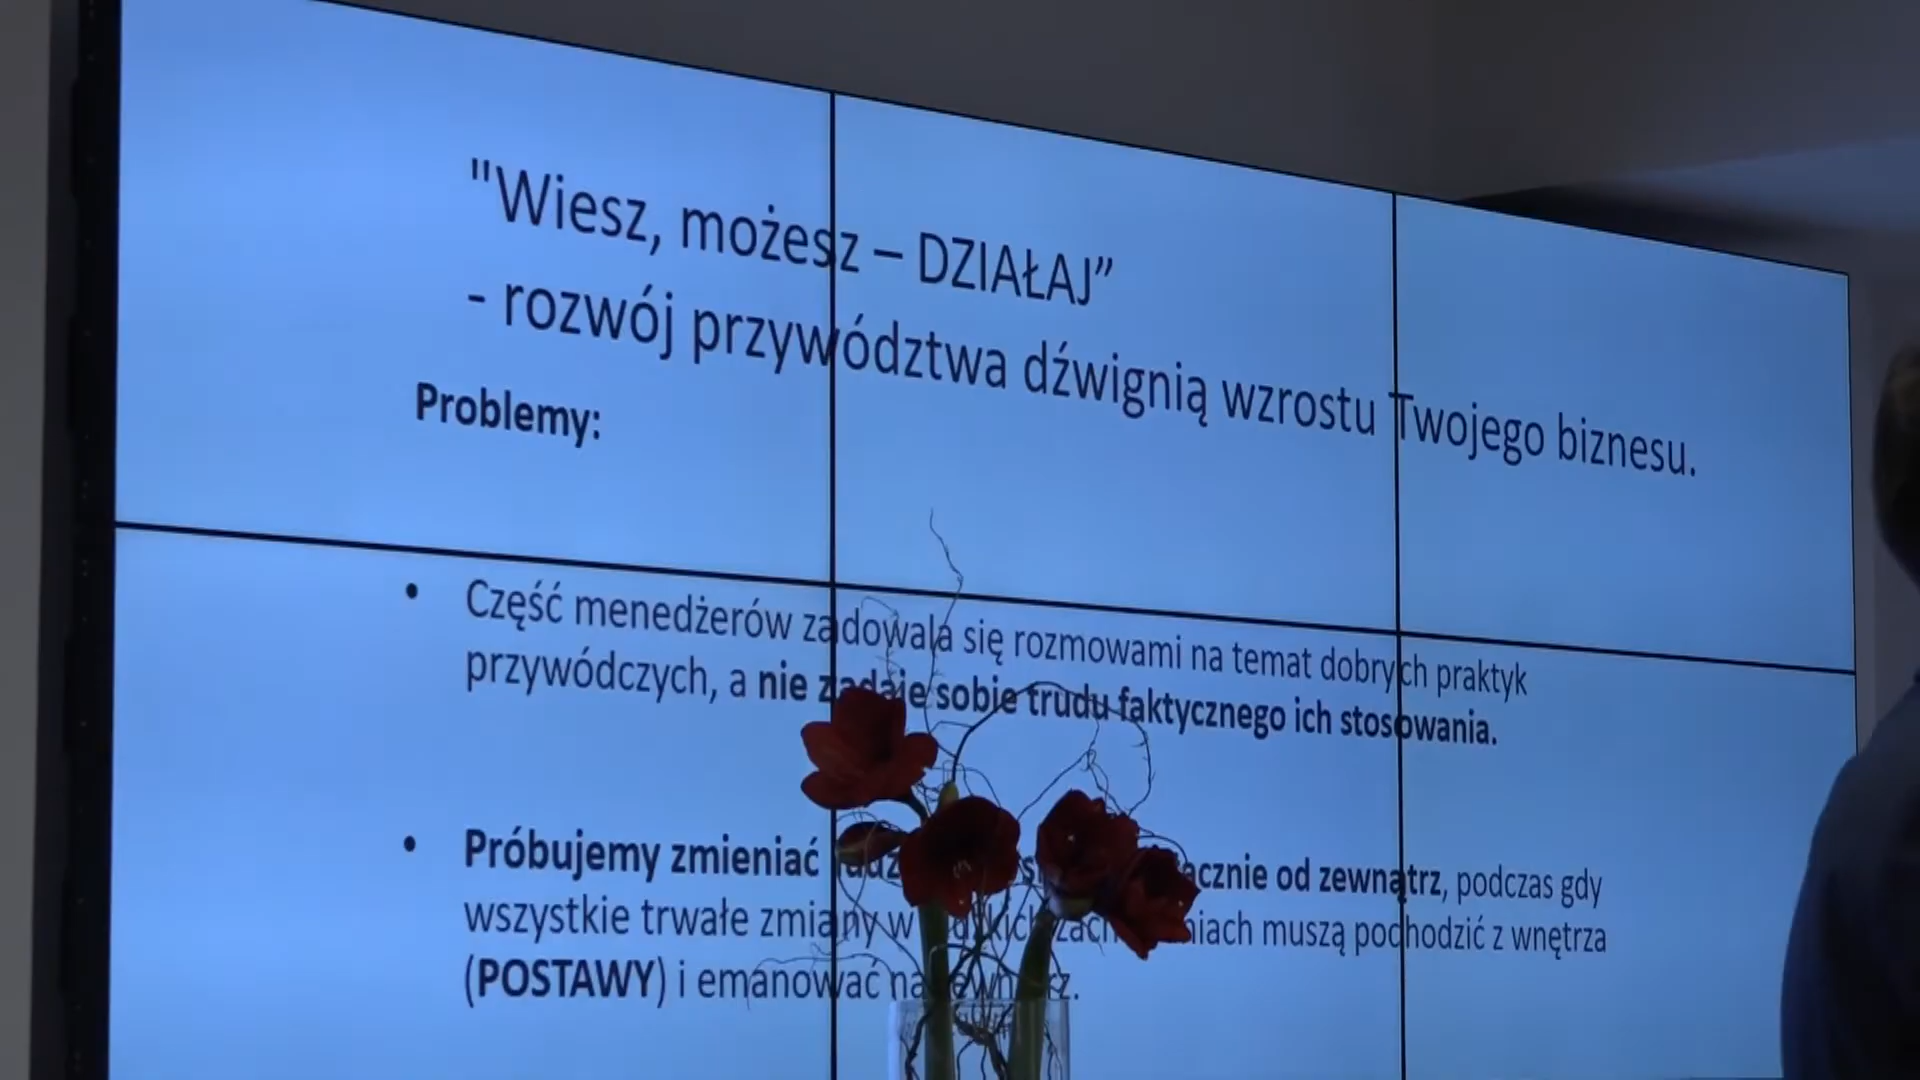 "Wiesz, możesz – DZIAŁAJ”
- rozwój przywództwa dźwignią wzrostu Twojego biznesu.
Problemy:
• Część menedżerów zadowala się rozmowami na temat dobrych praktyk
przywódczych, a nie zadaje sobie trudu faktycznego ich stosowania.
• Próbujemy zmieniać od zewnątrz, podczas gdy
wszystkie trwałe zmiany w muszą pochodzić z wnętrza
(POSTAWY) i emanować na zewnątrz.